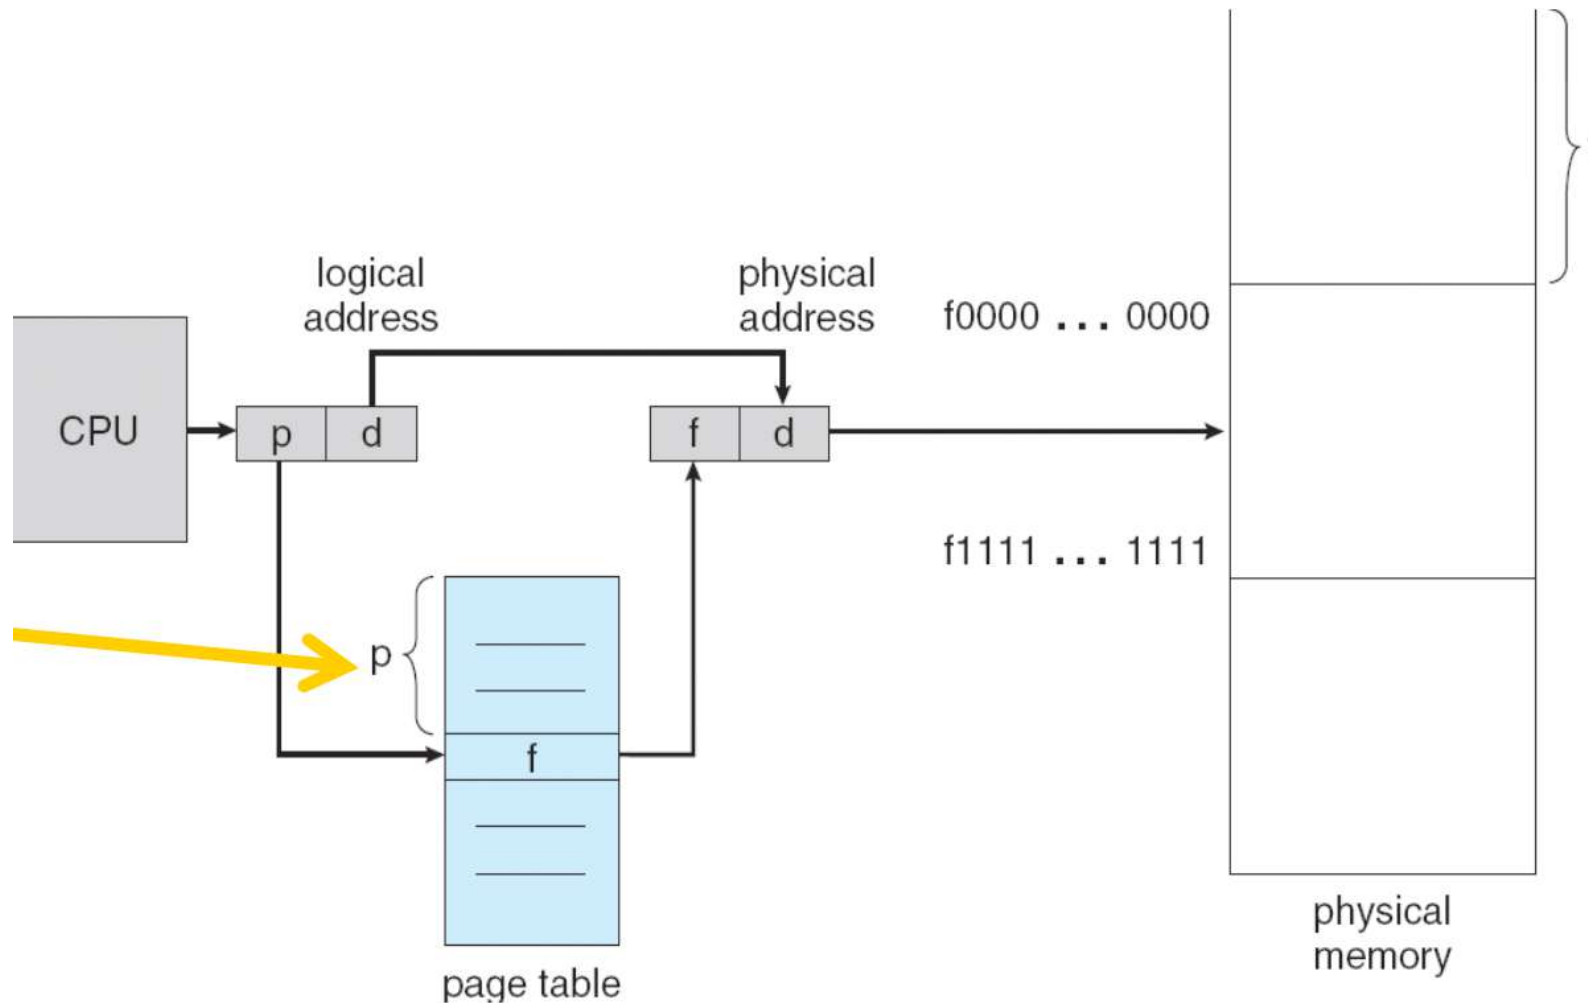 logical
address
physical
address
f0000 ... 0000
CPU
p
d
f
d
f1111 ... 1111
p
f
physical
memory
page table